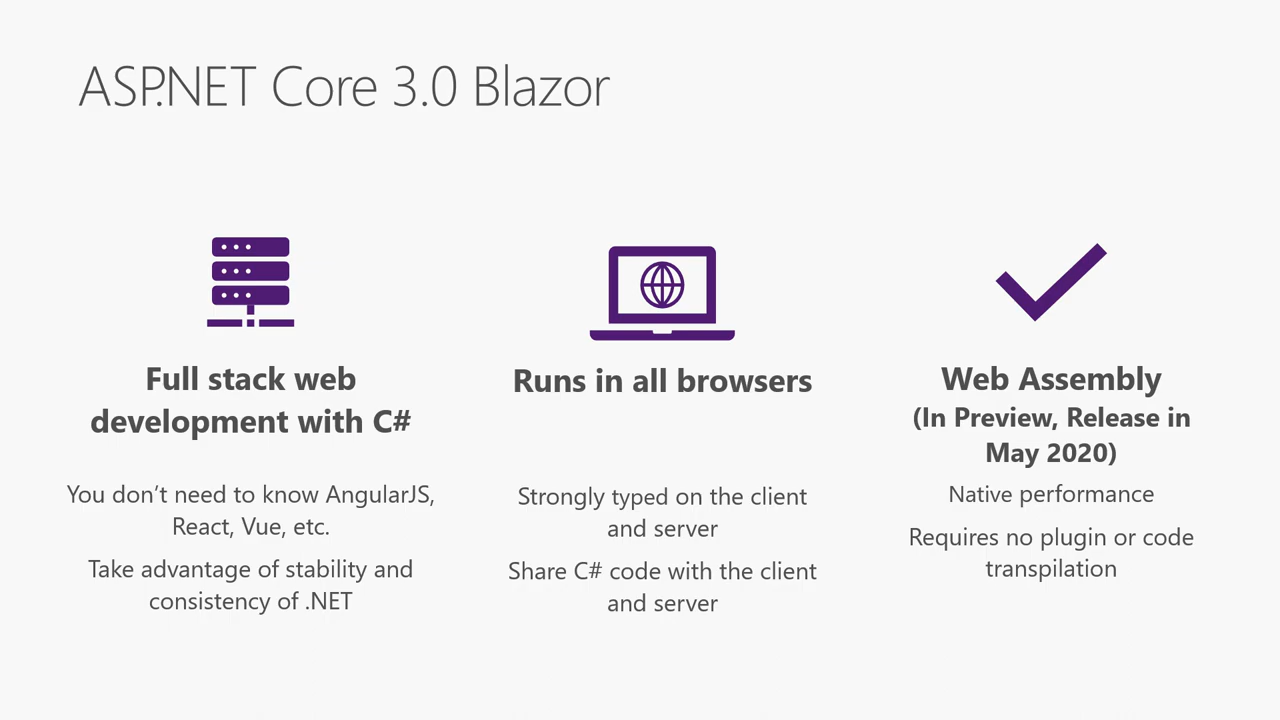 ASP.NET Core 3.0 Blazor
Full stack web
development with C#
You don’t need to know AngularJS,
React, Vue, etc.
Take advantage of stability and
consistency of .NET
Runs in all browsers
Strongly typed on the client
and server
Share C# code with the client
and server
Web Assembly
(In Preview, Release in
May 2020)
Native performance
Requires no plugin or code
transpilation